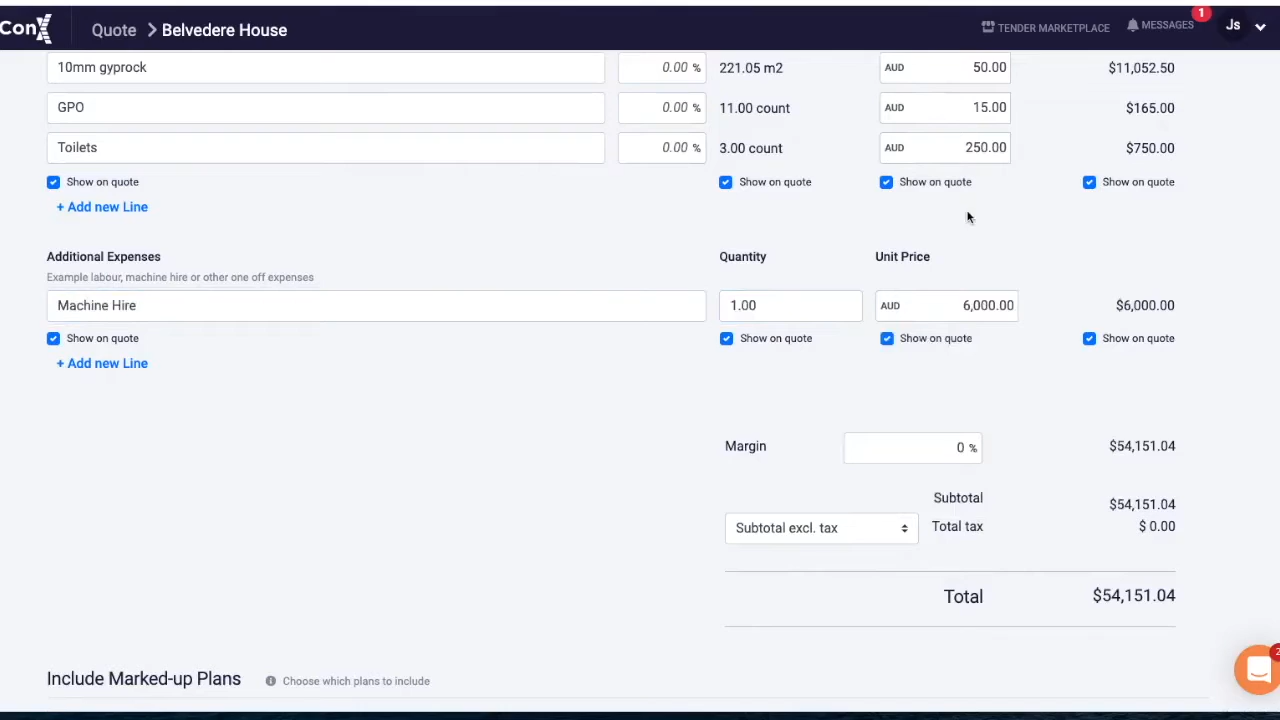 ConX
Quote > Belvedere House
TENDER MARKETPLACE
MESSAGES
1
Js
10mm gyprock 0.00 % 221.05 m2 AUD 50.00 $11,052.50
GPO 0.00 % 11.00 count AUD 15.00 $165.00
Toilets 0.00 % 3.00 count AUD 250.00 $750.00
Show on quote Show on quote Show on quote Show on quote
+ Add new Line
Additional Expenses Quantity Unit Price
Example labour, machine hire or other one off expenses
Machine Hire 1.00 AUD 6,000.00 $6,000.00
Show on quote Show on quote Show on quote Show on quote
+ Add new Line
Margin 0 % $54,151.04
Subtotal $54,151.04
Subtotal excl. tax Total tax $ 0.00
Total $54,151.04
Include Marked-up Plans Choose which plans to include
2